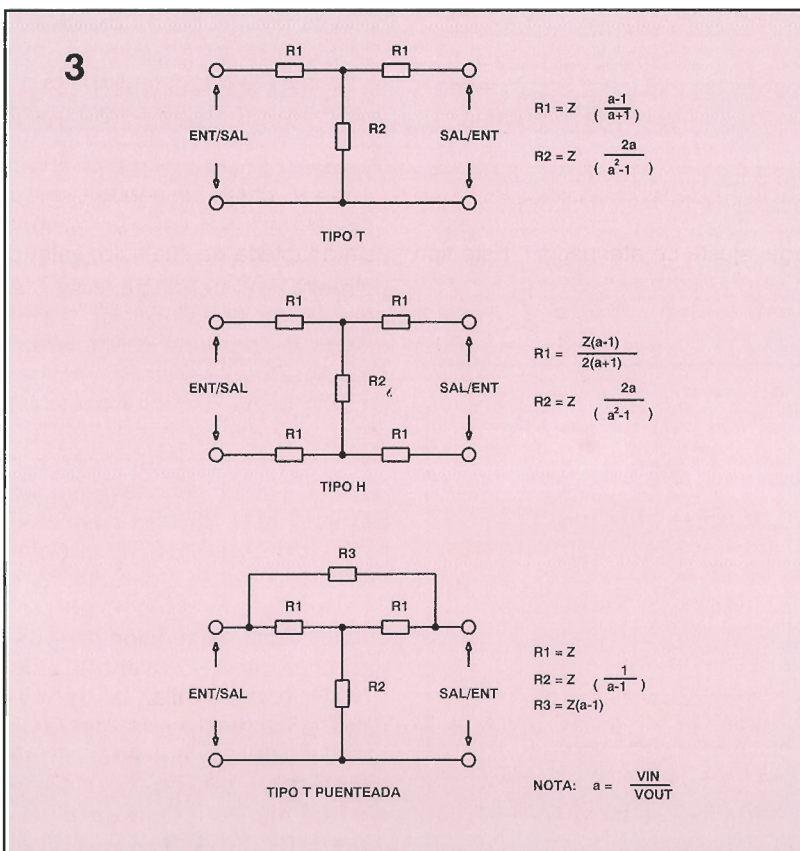 3
R1 R1
ENT/SAL R2 SAL/ENT
TIPO T
R1 = Z ( a-1 / a+1 )
R2 = Z ( 2a / a²-1 )
R1 R1
ENT/SAL R2 SAL/ENT
R1 R1
TIPO H
R1 = Z(a-1) / 2(a+1)
R2 = Z ( 2a / a²-1 )
R3
R1 R1
ENT/SAL R2 SAL/ENT
TIPO T PUENTEADA
R1 = Z
R2 = Z ( 1 / a-1 )
R3 = Z(a-1)
NOTA: a = VIN / VOUT